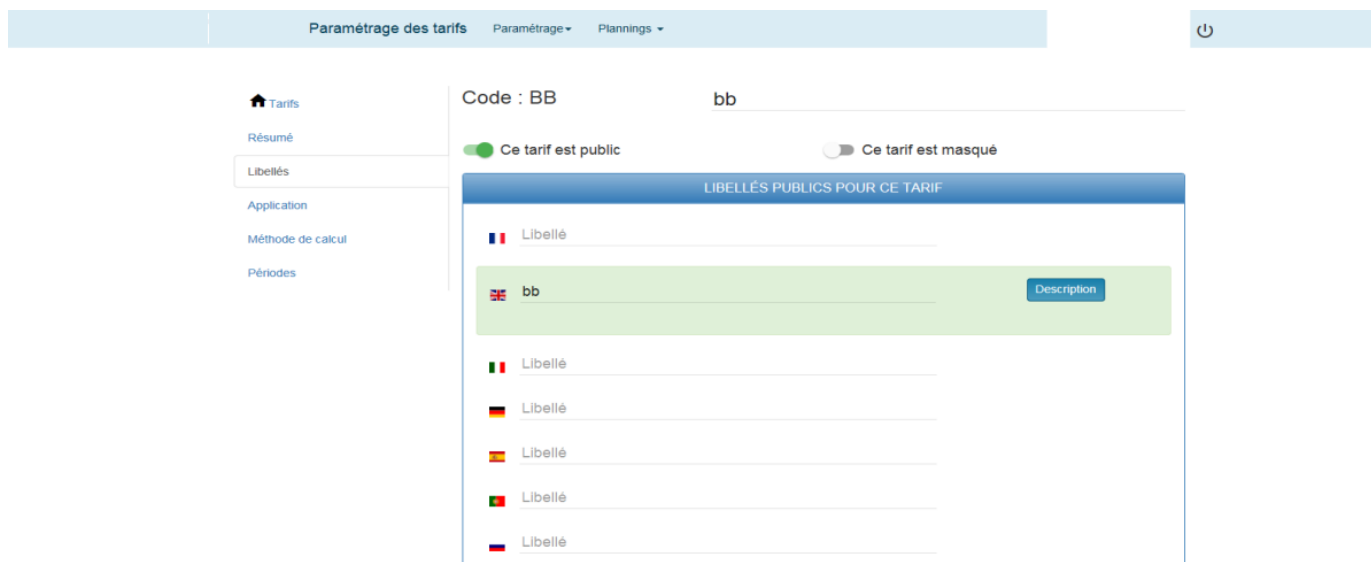 Paramétrage des tarifs Paramétrage Plannings
Tarifs
Résumé
Libellés
Application
Méthode de calcul
Périodes
Code : BB bb
Ce tarif est public Ce tarif est masqué
LIBELLÉS PUBLICS POUR CE TARIF
Libellé
bb Description
Libellé
Libellé
Libellé
Libellé
Libellé